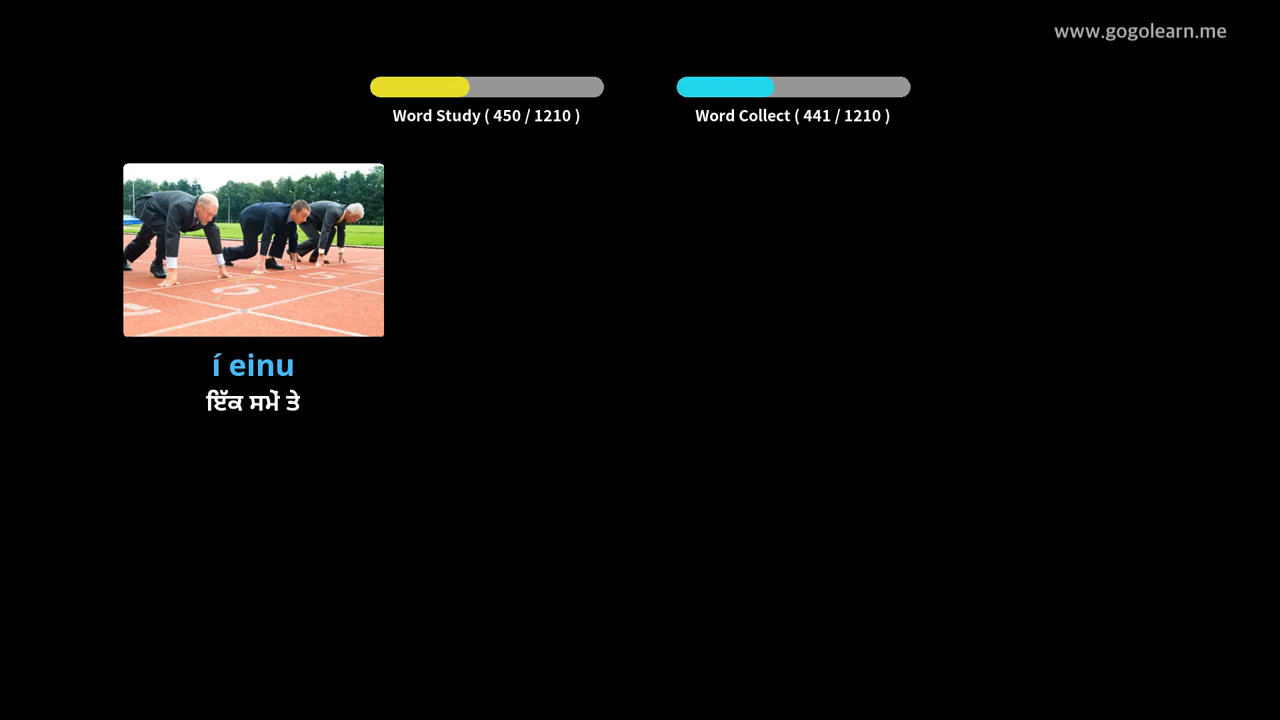 www.gogolearn.me
Word Study ( 450 / 1210 )
Word Collect ( 441 / 1210 )
í einu
ਇੱਕ ਸਮੇਂ ਤੇ